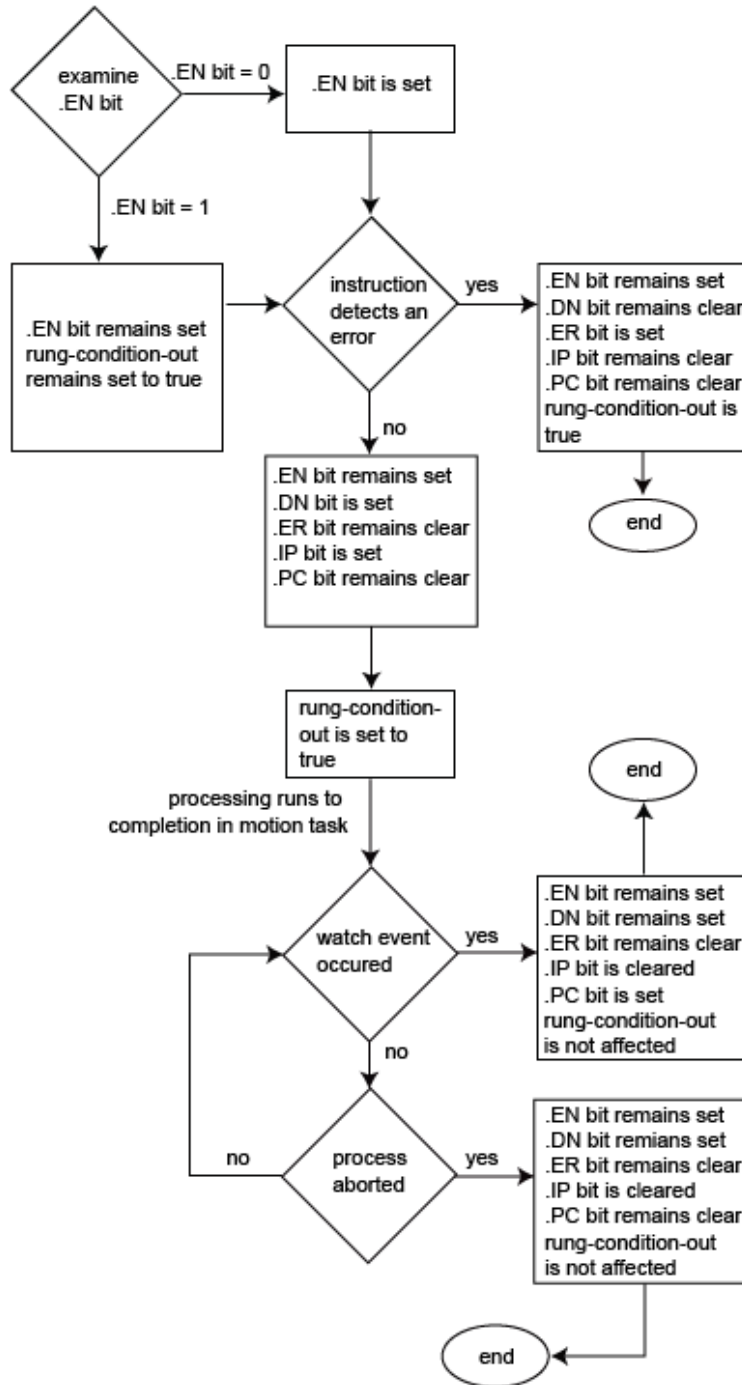 examine
.EN bit
.EN bit = 0
.EN bit is set
.EN bit = 1
.EN bit remains set
rung-condition-out
remains set to true
instruction
detects an
error
yes
.EN bit remains set
.DN bit remains clear
.ER bit is set
.IP bit remains clear
.PC bit remains clear
rung-condition-out is
true
end
no
.EN bit remains set
.DN bit is set
.ER bit remains clear
.IP bit is set
.PC bit remains clear
rung-condition-
out is set to
true
processing runs to
completion in motion task
end
watch event
occured
yes
.EN bit remains set
.DN bit remains set
.ER bit remains clear
.IP bit is cleared
.PC bit is set
rung-condition-out
is not affected
no
process
aborted
no
yes
.EN bit remains set
.DN bit remians set
.ER bit remains clear
.IP bit is cleared
.PC bit remains clear
rung-condition-out
is not affected
end